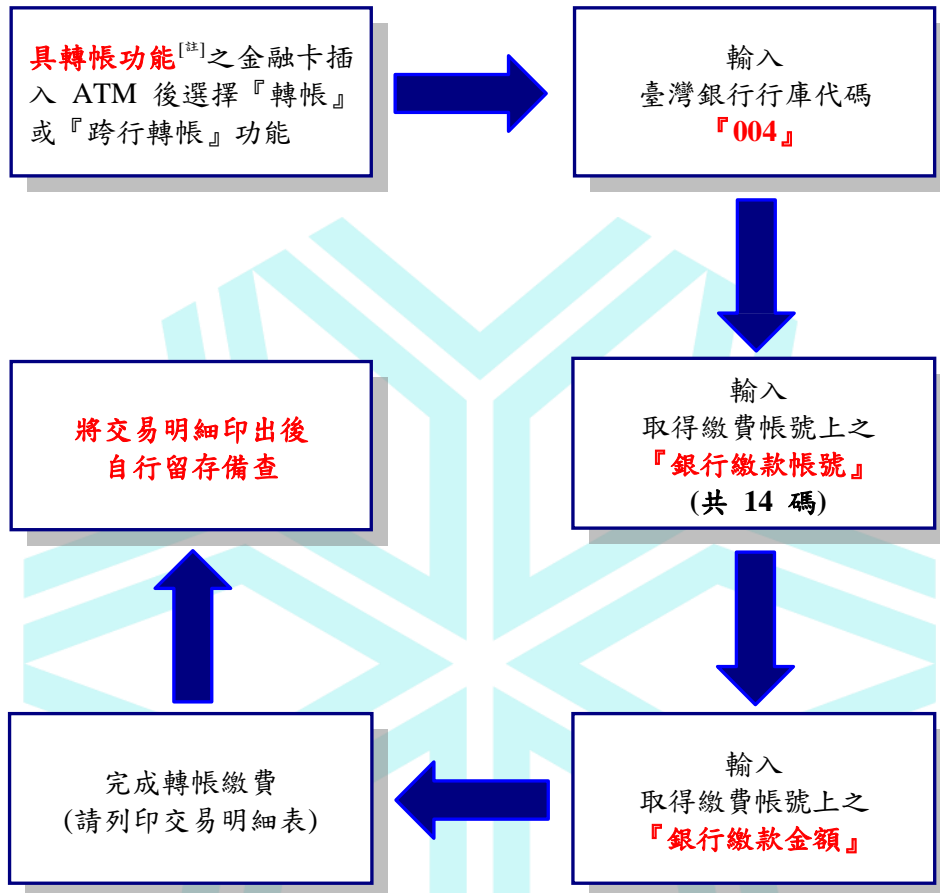 具轉帳功能[註]之金融卡插
入 ATM 後選擇『轉帳』
或『跨行轉帳』功能
輸入
臺灣銀行行庫代碼
『004』
輸入
取得繳費帳號上之
『銀行繳款帳號』
(共 14 碼)
輸入
取得繳費帳號上之
『銀行繳款金額』
完成轉帳繳費
(請列印交易明細表)
將交易明細印出後
自行留存備查